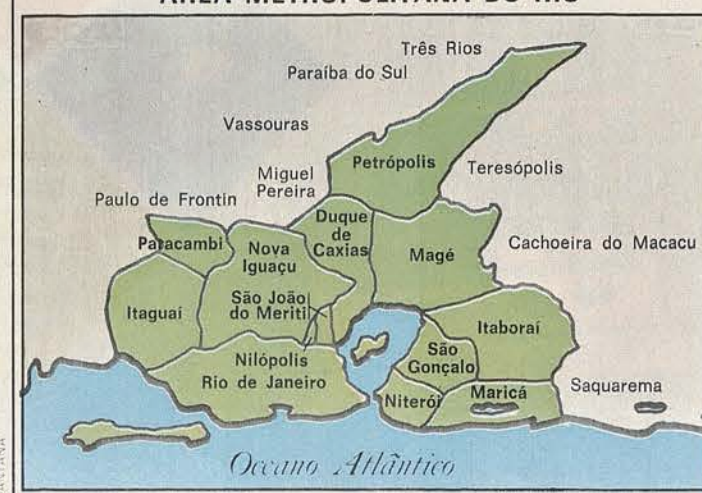 ÁREA METROPOLITANA DO RIO
Três Rios
Paraíba do Sul
Vassouras
Petrópolis
Teresópolis
Miguel
Pereira
Paulo de Frontin
Duque
de
Caxias
Paracambi
Nova
Iguaçu
Magé
Cachoeira do Macacu
Itaguaí
São João
do Meriti
Itaboraí
São
Gonçalo
Nilópolis
Rio de Janeiro
Niterói
Maricá
Saquarema
Oceano Atlântico